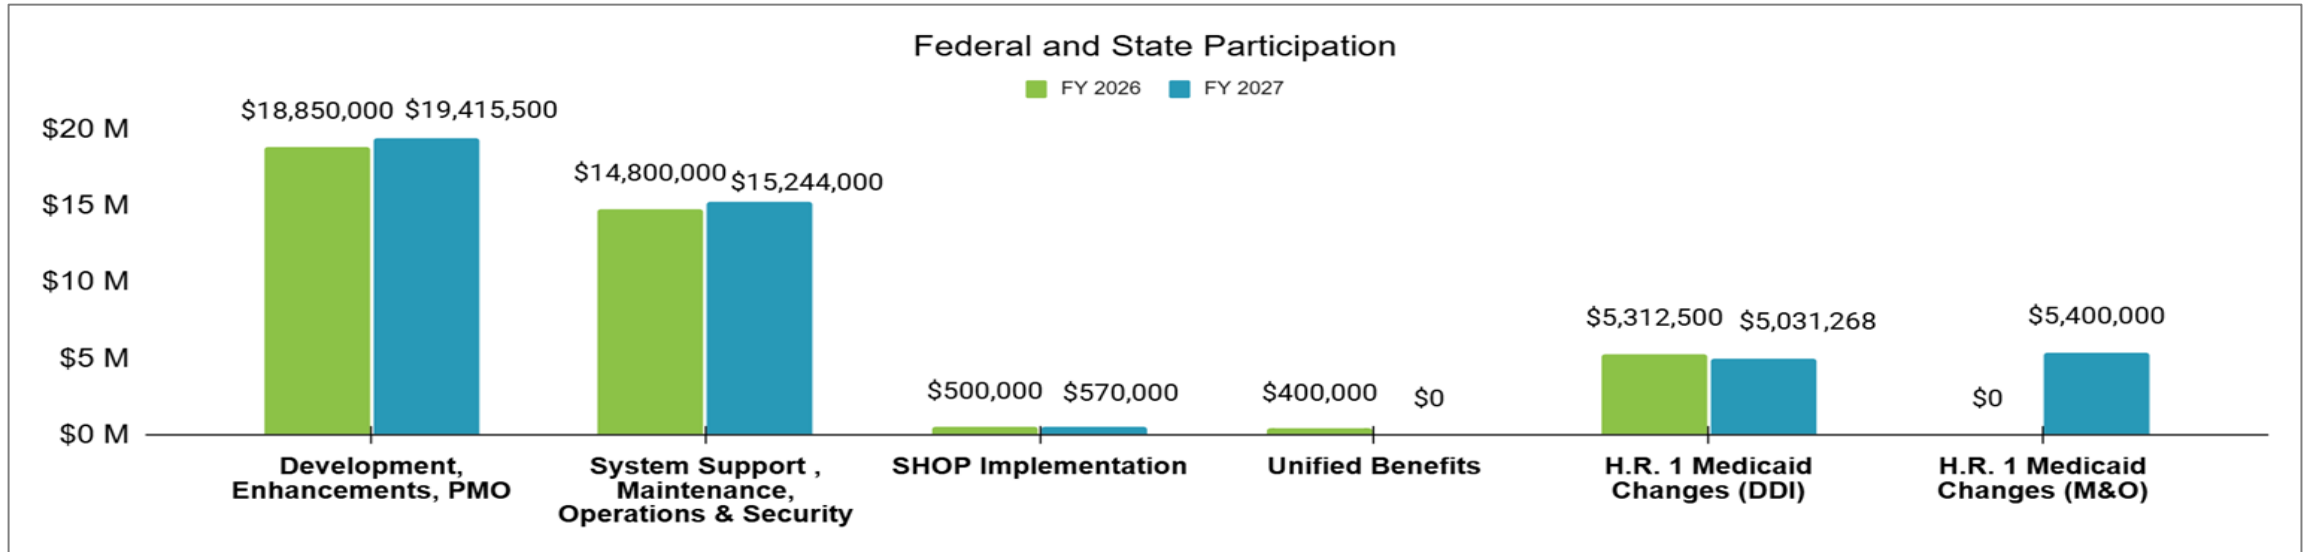 Federal and State Participation
FY 2026 FY 2027
$20 M
$15 M
$10 M
$5 M
$0 M
$18,850,000 $19,415,500
$14,800,000 $15,244,000
$500,000 $570,000
$400,000 $0
$5,312,500 $5,031,268
$0 $5,400,000
Development,
Enhancements, PMO
System Support ,
Maintenance,
Operations & Security
SHOP Implementation
Unified Benefits
H.R. 1 Medicaid
Changes (DDI)
H.R. 1 Medicaid
Changes (M&O)